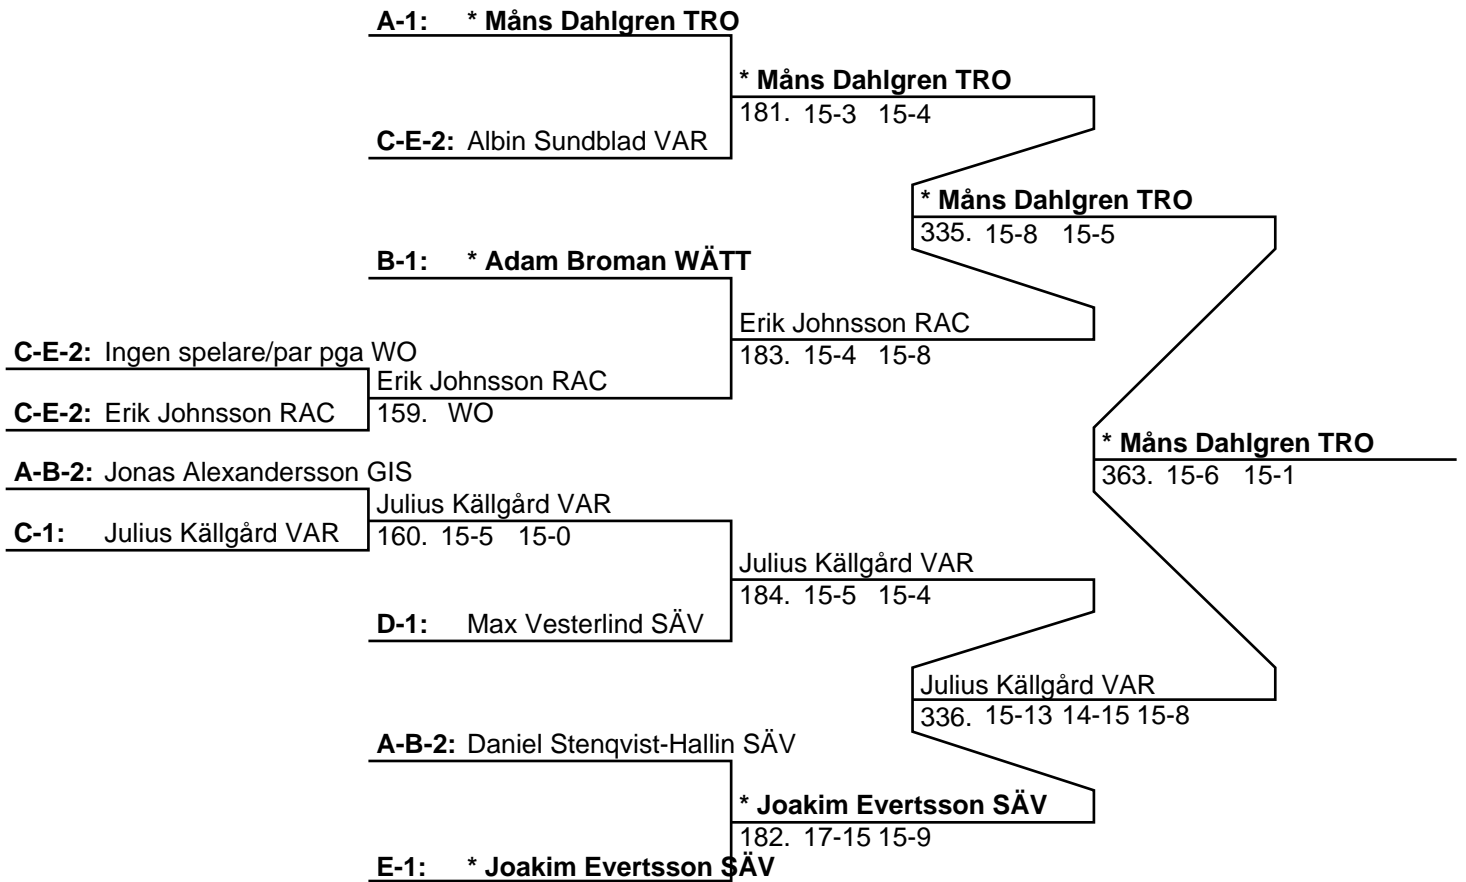 A-1: * Måns Dahlgren TRO
* Måns Dahlgren TRO
181. 15-3 15-4
C-E-2: Albin Sundblad VAR
* Måns Dahlgren TRO
335. 15-8 15-5
B-1: * Adam Broman WÄTT
Erik Johnsson RAC
183. 15-4 15-8
C-E-2: Ingen spelare/par pga WO
Erik Johnsson RAC
C-E-2: Erik Johnsson RAC
159. WO
* Måns Dahlgren TRO
363. 15-6 15-1
A-B-2: Jonas Alexandersson GIS
Julius Källgård VAR
C-1: Julius Källgård VAR
160. 15-5 15-0
Julius Källgård VAR
184. 15-5 15-4
D-1: Max Vesterlind SÄV
Julius Källgård VAR
336. 15-13 14-15 15-8
A-B-2: Daniel Stenqvist-Hallin SÄV
* Joakim Evertsson SÄV
182. 17-15 15-9
E-1: * Joakim Evertsson SÄV